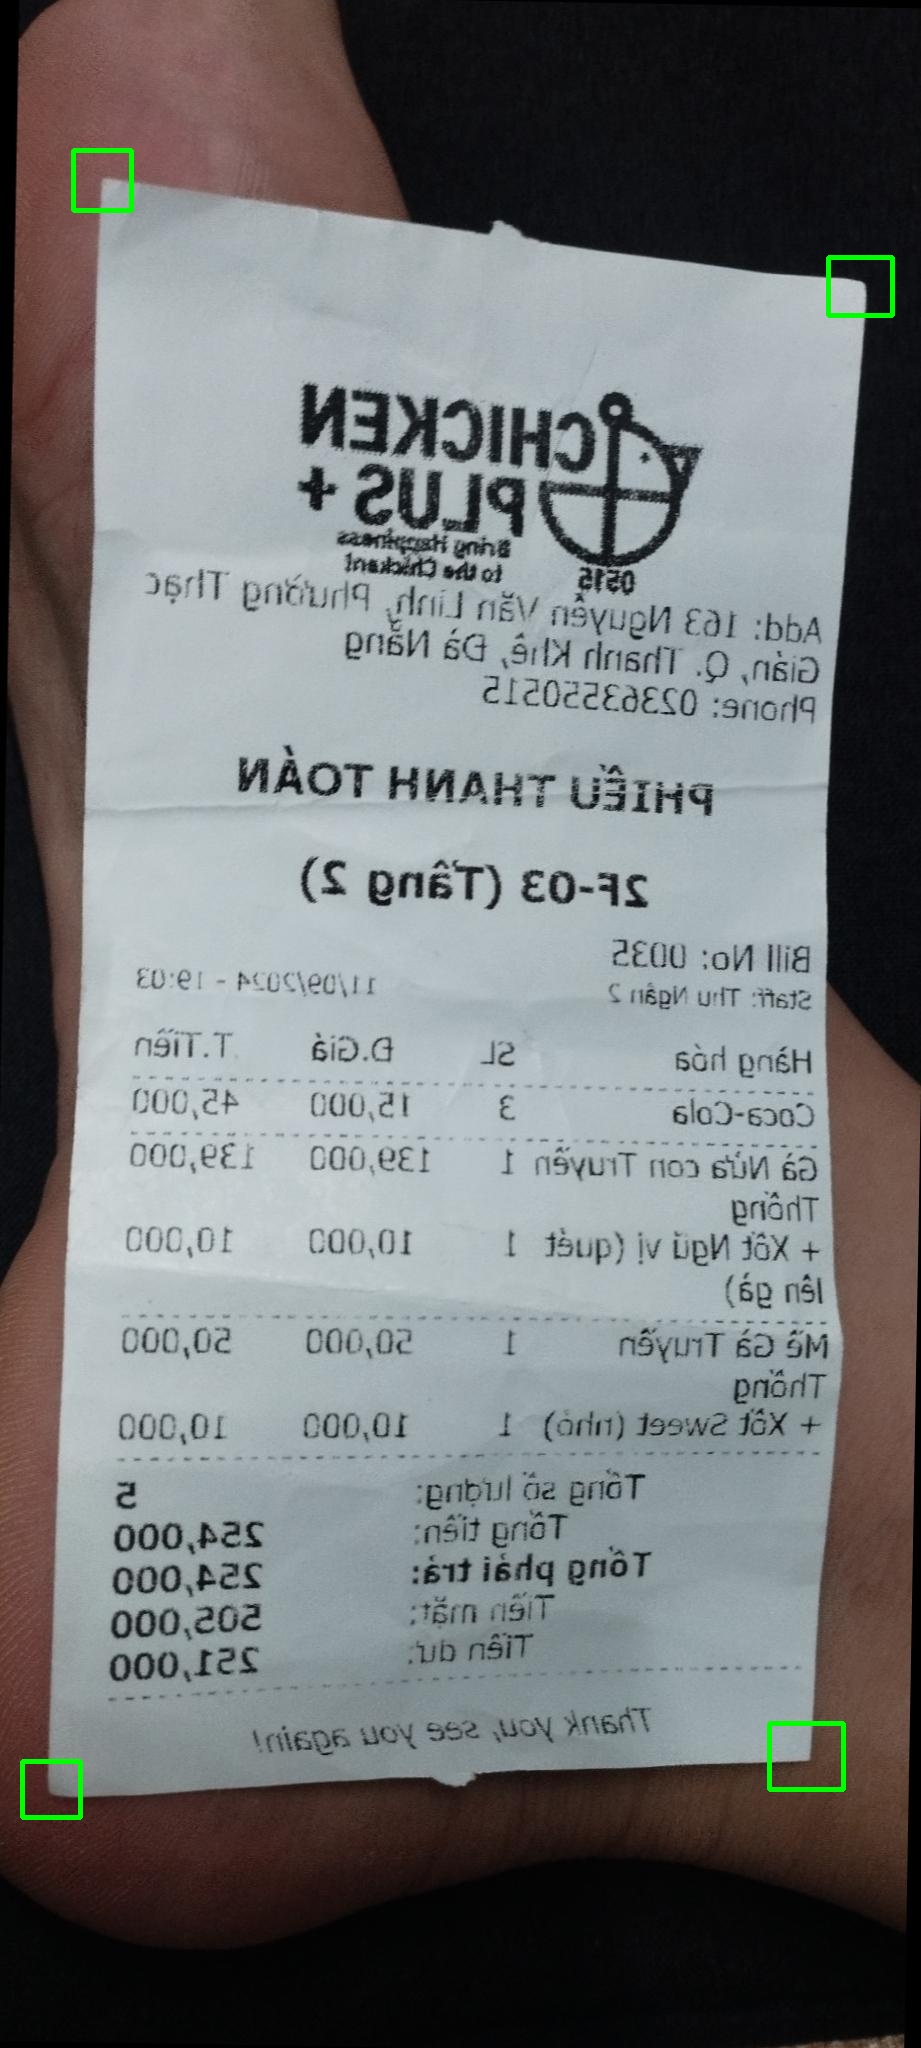 CHICKEN
PLUS +
Bring Happiness
to the Chickent
0515
Add: 163 Nguyễn Văn Linh, Phường Thạc
Gián, Q. Thanh Khê, Đà Nẵng
Phone: 02363550515
PHIẾU THANH TOÁN
2F-03 (Tầng 2)
Bill No: 0035
Staff: Thu Ngân 2 11/09/2024 - 19:03
Hàng hóa SL Đ.Giá T.Tiền
Coca-Cola 3 15,000 45,000
Gà Nửa con Truyền 1 139,000 139,000
Thống
+ Xốt Ngũ vị (quét 1 10,000 10,000
lên gà)
Mề Gà Truyền 1 50,000 50,000
Thống
+ Xốt Sweet (nhỏ) 1 10,000 10,000
Tổng số lượng: 5
Tổng tiền: 254,000
Tổng phải trả: 254,000
Tiền mặt: 505,000
Tiền dư: 251,000
Thank you, see you again!